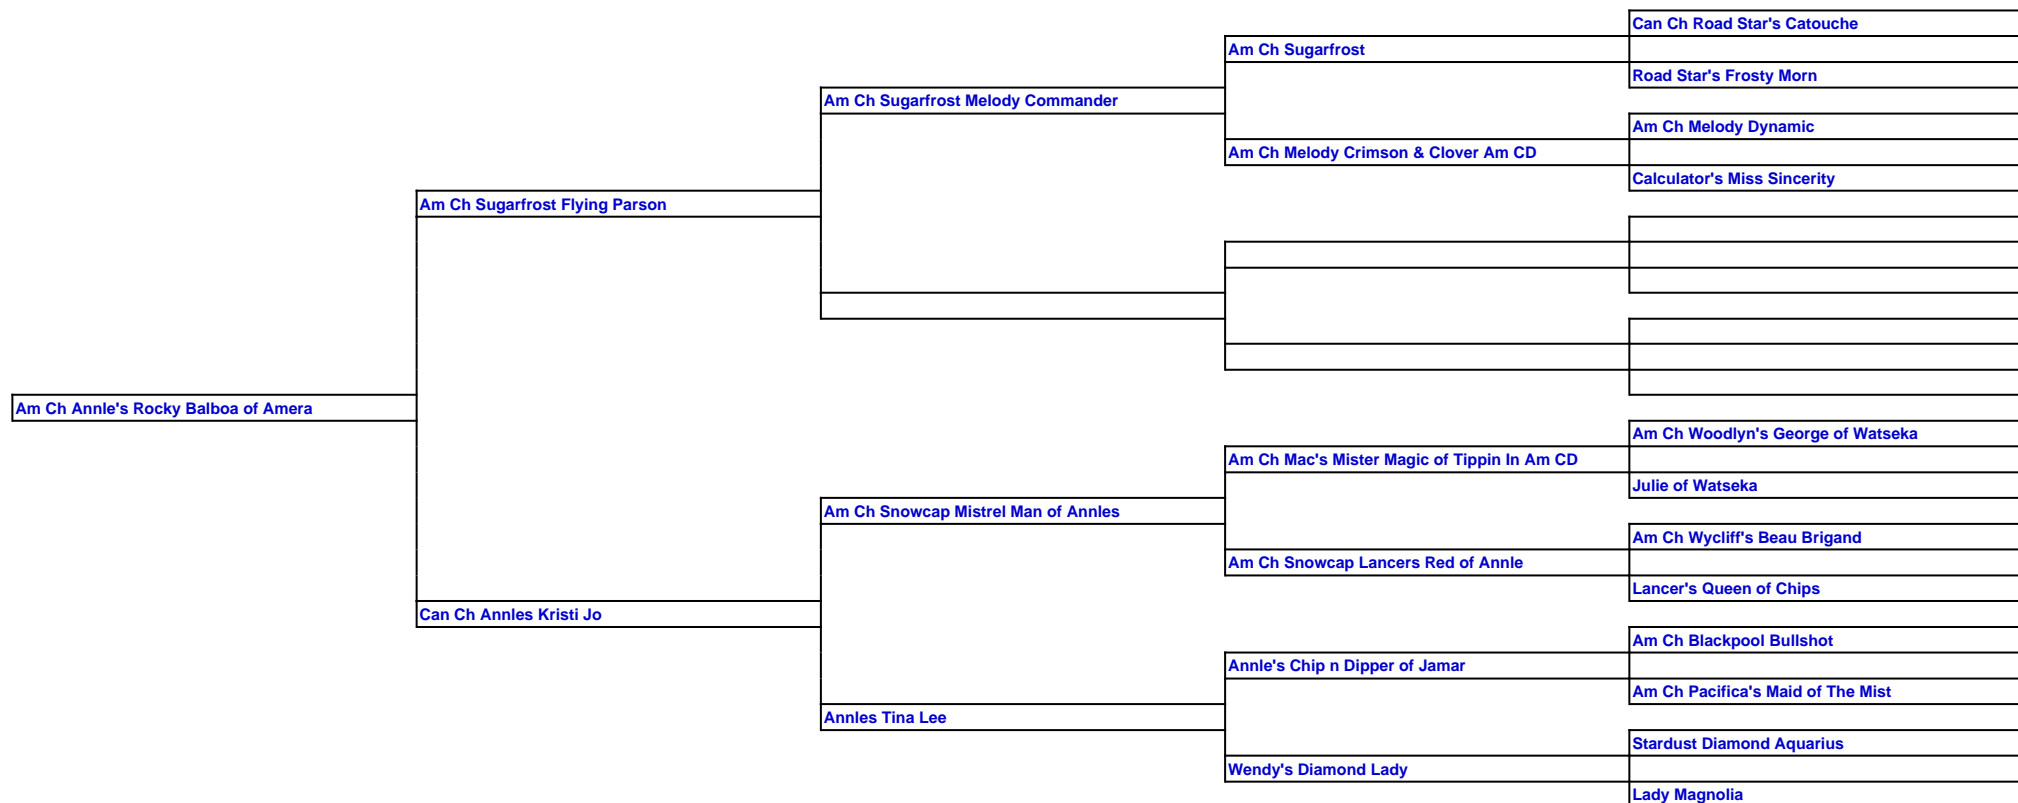 Can Ch Road Star's Catouche
Am Ch Sugarfrost
Road Star's Frosty Morn
Am Ch Sugarfrost Melody Commander
Am Ch Melody Dynamic
Am Ch Melody Crimson & Clover Am CD
Calculator's Miss Sincerity
Am Ch Sugarfrost Flying Parson
Am Ch Annle's Rocky Balboa of Amera
Am Ch Woodlyn's George of Watseka
Am Ch Mac's Mister Magic of Tippin In Am CD
Julie of Watseka
Am Ch Snowcap Mistrel Man of Annles
Am Ch Wycliff's Beau Brigand
Am Ch Snowcap Lancers Red of Annle
Lancer's Queen of Chips
Can Ch Annles Kristi Jo
Am Ch Blackpool Bullshot
Annle's Chip n Dipper of Jamar
Am Ch Pacifica's Maid of The Mist
Annles Tina Lee
Stardust Diamond Aquarius
Wendy's Diamond Lady
Lady Magnolia